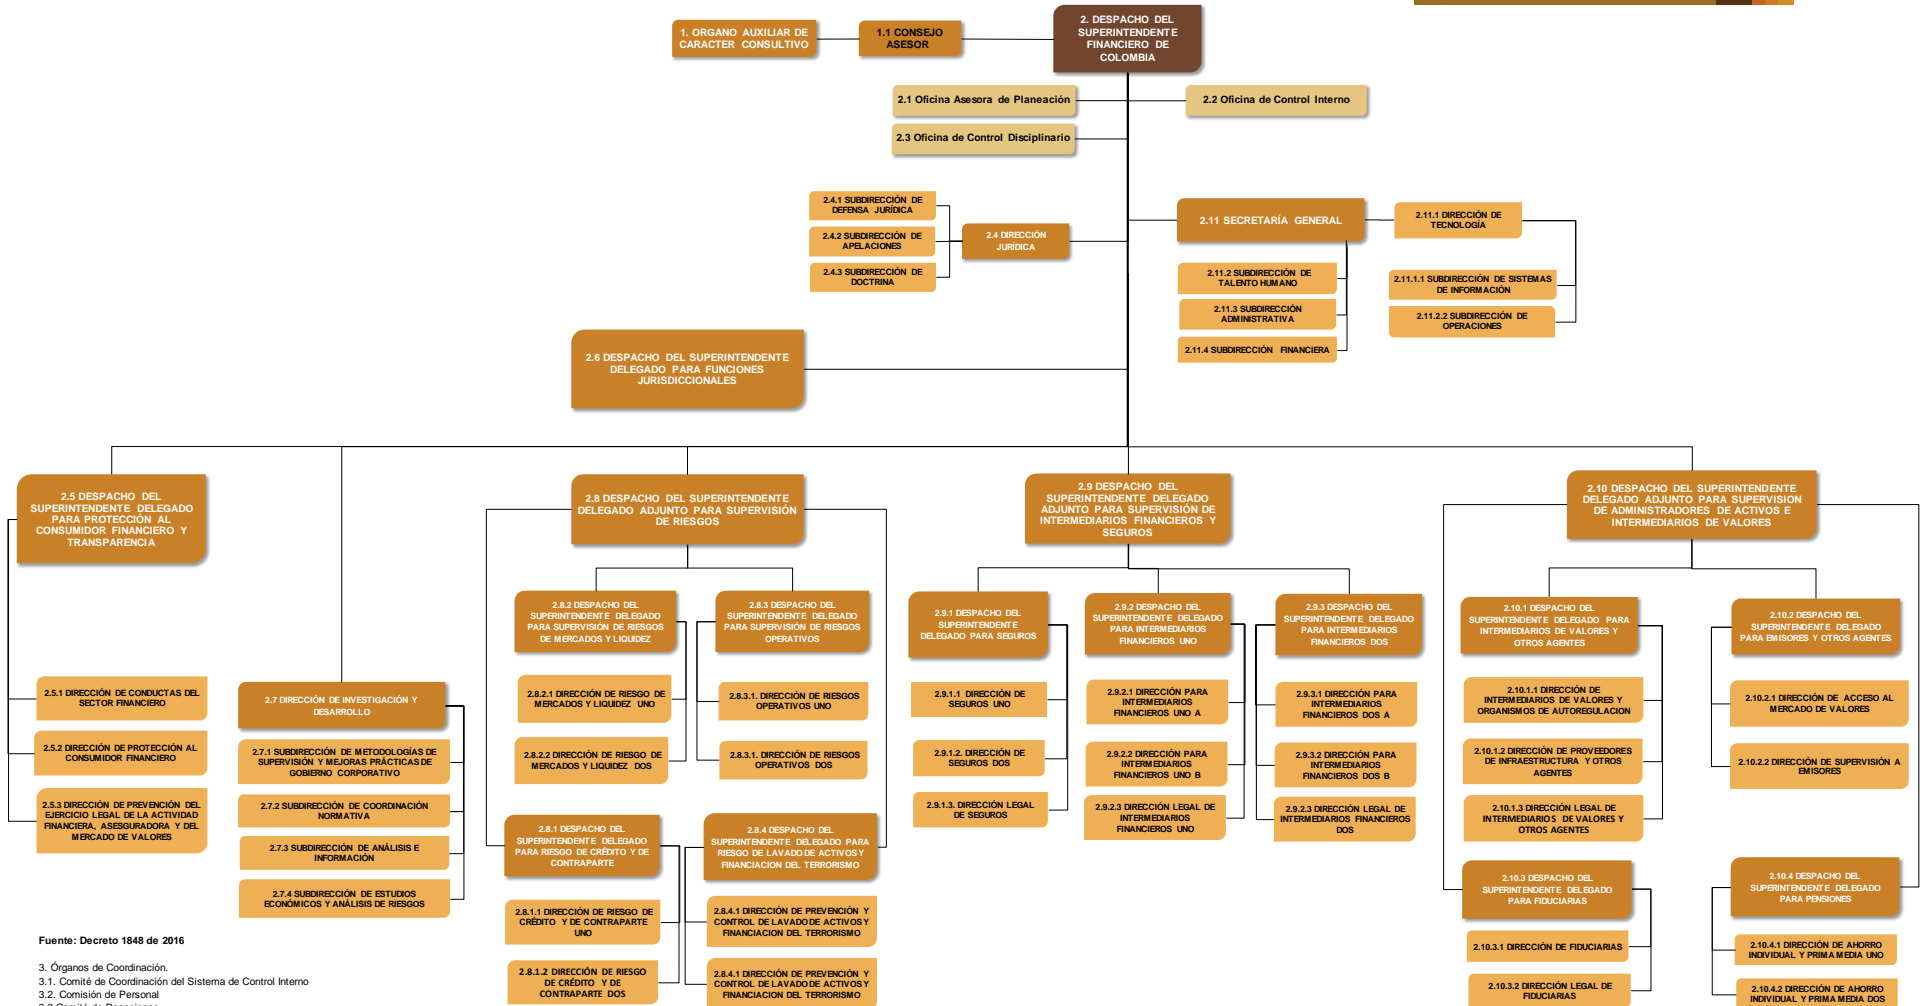 1. ORGANO AUXILIAR DE
CARACTER CONSULTIVO
1.1 CONSEJO
ASESOR
2. DESPACHO DEL
SUPERINTENDENTE
FINANCIERO DE
COLOMBIA
2.1 Oficina Asesora de Planeación
2.2 Oficina de Control Interno
2.3 Oficina de Control Disciplinario
2.4.1 SUBDIRECCIÓN DE
DEFENSA JURÍDICA
2.4.2 SUBDIRECCIÓN DE
APELACIONES
2.4.3 SUBDIRECCIÓN DE
DOCTRINA
2.4 DIRECCIÓN
JURÍDICA
2.11 SECRETARÍA GENERAL
2.11.1 DIRECCIÓN DE
TECNOLOGÍA
2.11.2 SUBDIRECCIÓN DE
TALENTO HUMANO
2.11.3 SUBDIRECCIÓN
ADMINISTRATIVA
2.11.4 SUBDIRECCIÓN FINANCIERA
2.11.1.1 SUBDIRECCIÓN DE SISTEMAS
DE INFORMACIÓN
2.11.2.2 SUBDIRECCIÓN DE
OPERACIONES
2.6 DESPACHO DEL SUPERINTENDENTE
DELEGADO PARA FUNCIONES
JURISDICCIONALES
2.5 DESPACHO DEL
SUPERINTENDENTE DELEGADO
PARA PROTECCIÓN AL
CONSUMIDOR FINANCIERO Y
TRANSPARENCIA
2.5.1 DIRECCIÓN DE CONDUCTAS DEL
SECTOR FINANCIERO
2.5.2 DIRECCIÓN DE PROTECCIÓN AL
CONSUMIDOR FINANCIERO
2.5.3 DIRECCIÓN DE PREVENCIÓN DEL
EJERCICIO LEGAL DE LA ACTIVIDAD
FINANCIERA, ASEGURADORA Y DEL
MERCADO DE VALORES
2.7 DIRECCIÓN DE INVESTIGACIÓN Y
DESARROLLO
2.7.1 SUBDIRECCIÓN DE METODOLOGÍAS DE
SUPERVISIÓN Y MEJORAS PRÁCTICAS DE
GOBIERNO CORPORATIVO
2.7.2 SUBDIRECCIÓN DE COORDINACIÓN
NORMATIVA
2.7.3 SUBDIRECCIÓN DE ANÁLISIS E
INFORMACIÓN
2.7.4 SUBDIRECCIÓN DE ESTUDIOS
ECONÓMICOS Y ANÁLISIS DE RIESGOS
2.8 DESPACHO DEL SUPERINTENDENTE
DELEGADO ADJUNTO PARA SUPERVISIÓN
DE RIESGOS
2.8.2 DESPACHO DEL
SUPERINTENDENTE DELEGADO
PARA SUPERVISIÓN DE RIESGOS
DE MERCADOS Y LIQUIDEZ
2.8.2.1 DIRECCIÓN DE RIESGO DE
MERCADOS Y LIQUIDEZ UNO
2.8.2.2 DIRECCIÓN DE RIESGO DE
MERCADOS Y LIQUIDEZ DOS
2.8.3 DESPACHO DEL
SUPERINTENDENTE DELEGADO
PARA SUPERVISIÓN DE RIESGOS
OPERATIVOS
2.8.3.1. DIRECCIÓN DE RIESGOS
OPERATIVOS UNO
2.8.3.1. DIRECCIÓN DE RIESGOS
OPERATIVOS DOS
2.8.1 DESPACHO DEL
SUPERINTENDENTE DELEGADO
PARA RIESGO DE CRÉDITO Y DE
CONTRAPARTE
2.8.1.1 DIRECCIÓN DE RIESGO DE
CRÉDITO Y DE CONTRAPARTE
UNO
2.8.1.2 DIRECCIÓN DE RIESGO
DE CRÉDITO Y DE
CONTRAPARTE DOS
2.8.4 DESPACHO DEL
SUPERINTENDENTE DELEGADO PARA
RIESGO DE LAVADO DE ACTIVOS Y
FINANCIACION DEL TERRORISMO
2.8.4.1 DIRECCIÓN DE PREVENCIÓN Y
CONTROL DE LAVADO DE ACTIVOS Y
FINANCIACION DEL TERRORISMO
2.8.4.1 DIRECCIÓN DE PREVENCIÓN Y
CONTROL DE LAVADO DE ACTIVOS Y
FINANCIACION DEL TERRORISMO
2.9 DESPACHO DEL
SUPERINTENDENTE DELEGADO
ADJUNTO PARA SUPERVISIÓN DE
INTERMEDIARIOS FINANCIEROS Y
SEGUROS
2.9.1 DESPACHO DEL
SUPERINTENDENTE
DELEGADO PARA SEGUROS
2.9.1.1 DIRECCIÓN DE
SEGUROS UNO
2.9.1.2. DIRECCIÓN DE
SEGUROS DOS
2.9.1.3. DIRECCIÓN LEGAL
DE SEGUROS
2.9.2 DESPACHO DEL
SUPERINTENDENTE DELEGADO
PARA INTERMEDIARIOS
FINANCIEROS UNO
2.9.2.1 DIRECCIÓN PARA
INTERMEDIARIOS
FINANCIEROS UNO A
2.9.2.2 DIRECCIÓN PARA
INTERMEDIARIOS
FINANCIEROS UNO B
2.9.2.3 DIRECCIÓN LEGAL DE
INTERMEDIARIOS
FINANCIEROS UNO
2.9.3 DESPACHO DEL
SUPERINTENDENTE DELEGADO
PARA INTERMEDIARIOS
FINANCIEROS DOS
2.9.3.1 DIRECCIÓN PARA
INTERMEDIARIOS
FINANCIEROS DOS A
2.9.3.2 DIRECCIÓN PARA
INTERMEDIARIOS
FINANCIEROS DOS B
2.9.2.3 DIRECCIÓN LEGAL DE
INTERMEDIARIOS FINANCIEROS
DOS
2.10 DESPACHO DEL SUPERINTENDENTE
DELEGADO ADJUNTO PARA SUPERVISION
DE ADMINISTRADORES DE ACTIVOS E
INTERMEDIARIOS DE VALORES
2.10.1 DESPACHO DEL
SUPERINTENDENTE DELEGADO PARA
INTERMEDIARIOS DE VALORES Y
OTROS AGENTES
2.10.1.1 DIRECCIÓN DE
INTERMEDIARIOS DE VALORES Y
ORGANISMOS DE AUTOREGULACION
2.10.1.2 DIRECCIÓN DE PROVEEDORES
DE INFRAESTRUCTURA Y OTROS
AGENTES
2.10.1.3 DIRECCIÓN LEGAL DE
INTERMEDIARIOS DE VALORES Y
OTROS AGENTES
2.10.2 DESPACHO DEL
SUPERINTENDENTE DELEGADO
PARA EMISORES Y OTROS AGENTES
2.10.2.1 DIRECCIÓN DE ACCESO AL
MERCADO DE VALORES
2.10.2.2 DIRECCIÓN DE SUPERVISIÓN A
EMISORES
2.10.3 DESPACHO DEL
SUPERINTENDENTE DELEGADO
PARA FIDUCIARIAS
2.10.3.1 DIRECCIÓN DE FIDUCIARIAS
2.10.3.2 DIRECCIÓN LEGAL DE
FIDUCIARIAS
2.10.4 DESPACHO DEL
SUPERINTENDENTE DELEGADO
PARA PENSIONES
2.10.4.1 DIRECCIÓN DE AHORRO
INDIVIDUAL Y PRIMA MEDIA UNO
2.10.4.2 DIRECCIÓN DE AHORRO
INDIVIDUAL Y PRIMA MEDIA DOS
Fuente: Decreto 1848 de 2016
3. Órganos de Coordinación.
3.1. Comité de Coordinación del Sistema de Control Interno
3.2. Comisión de Personal